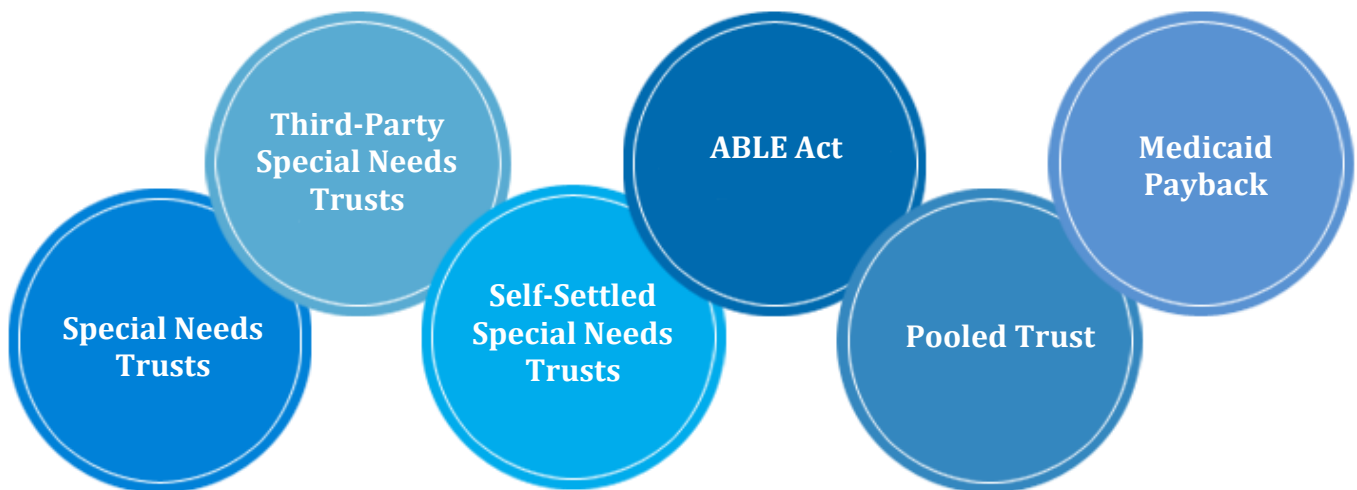 Special Needs
Trusts
Third-Party
Special Needs
Trusts
Self-Settled
Special Needs
Trusts
ABLE Act
Pooled Trust
Medicaid
Payback